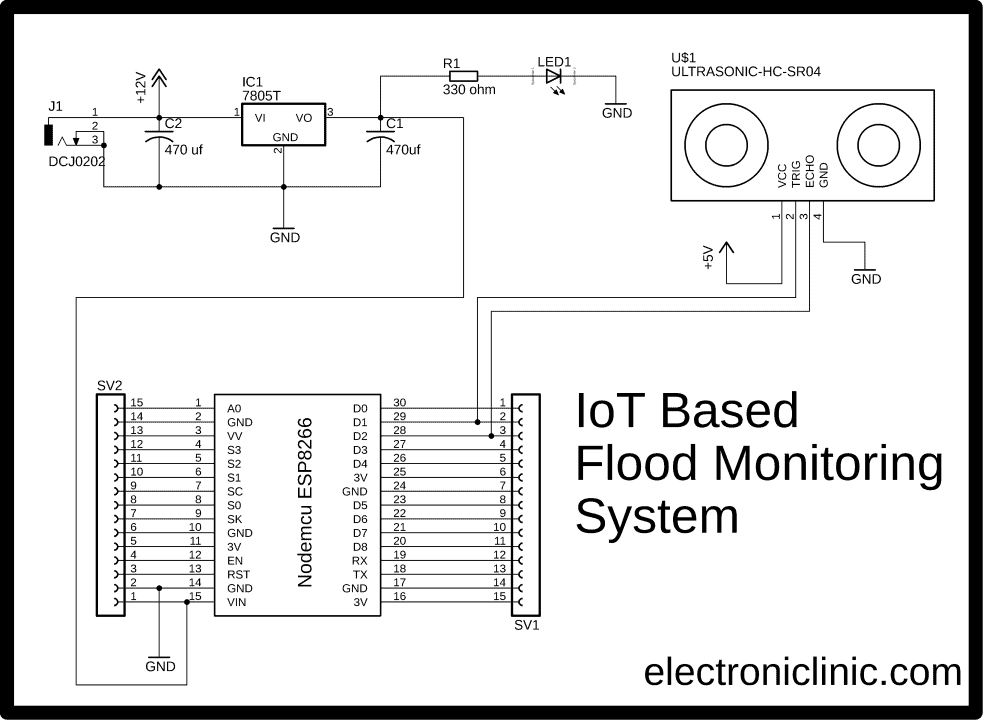 J1
DCJ0202
1
2
3
+12V
C2
470 uf
IC1
7805T
1
VI
VO
3
GND
2
GND
C1
470uf
R1
330 ohm
LED1
GND
U$1
ULTRASONIC-HC-SR04
VCC
TRIG
ECHO
GND
1
2
3
4
+5V
GND
SV2
15 1 A0 D0 30 1
14 2 GND D1 29 2
13 3 VV D2 28 3
12 4 S3 D3 27 4
11 5 S2 D4 26 5
10 6 S1 3V 25 6
9 7 SC GND 24 7
8 8 S0 D5 23 8
7 9 SK D6 22 9
6 10 GND D7 21 10
5 11 3V D8 20 11
4 12 EN RX 19 12
3 13 RST TX 18 13
2 14 GND GND 17 14
1 15 VIN 3V 16 15
Nodemcu ESP8266
SV1
GND
IoT Based
Flood Monitoring
System
electroniclinic.com